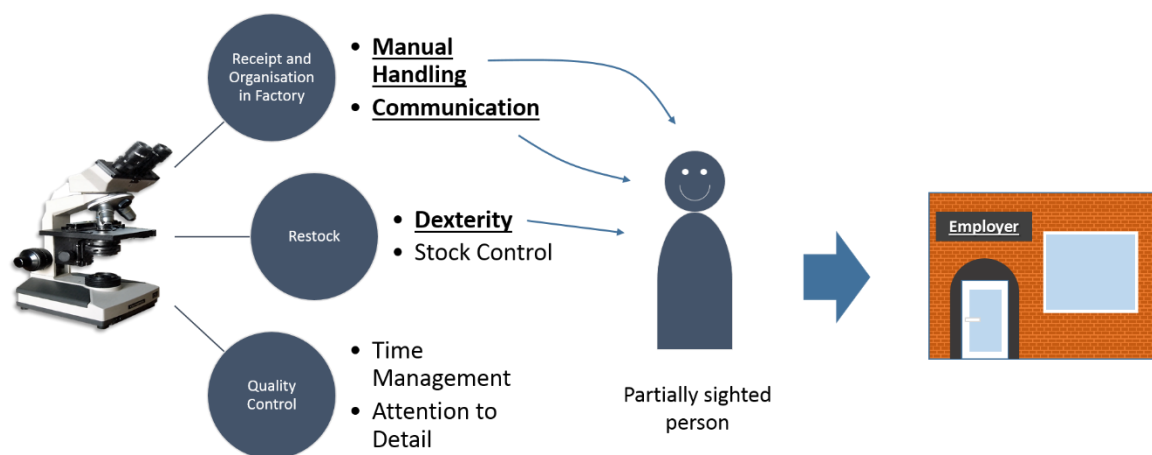 Receipt and
Organisation
in Factory
• Manual
Handling
• Communication
Restock
• Dexterity
• Stock Control
Quality
Control
• Time
Management
• Attention to
Detail
Partially sighted
person
Employer